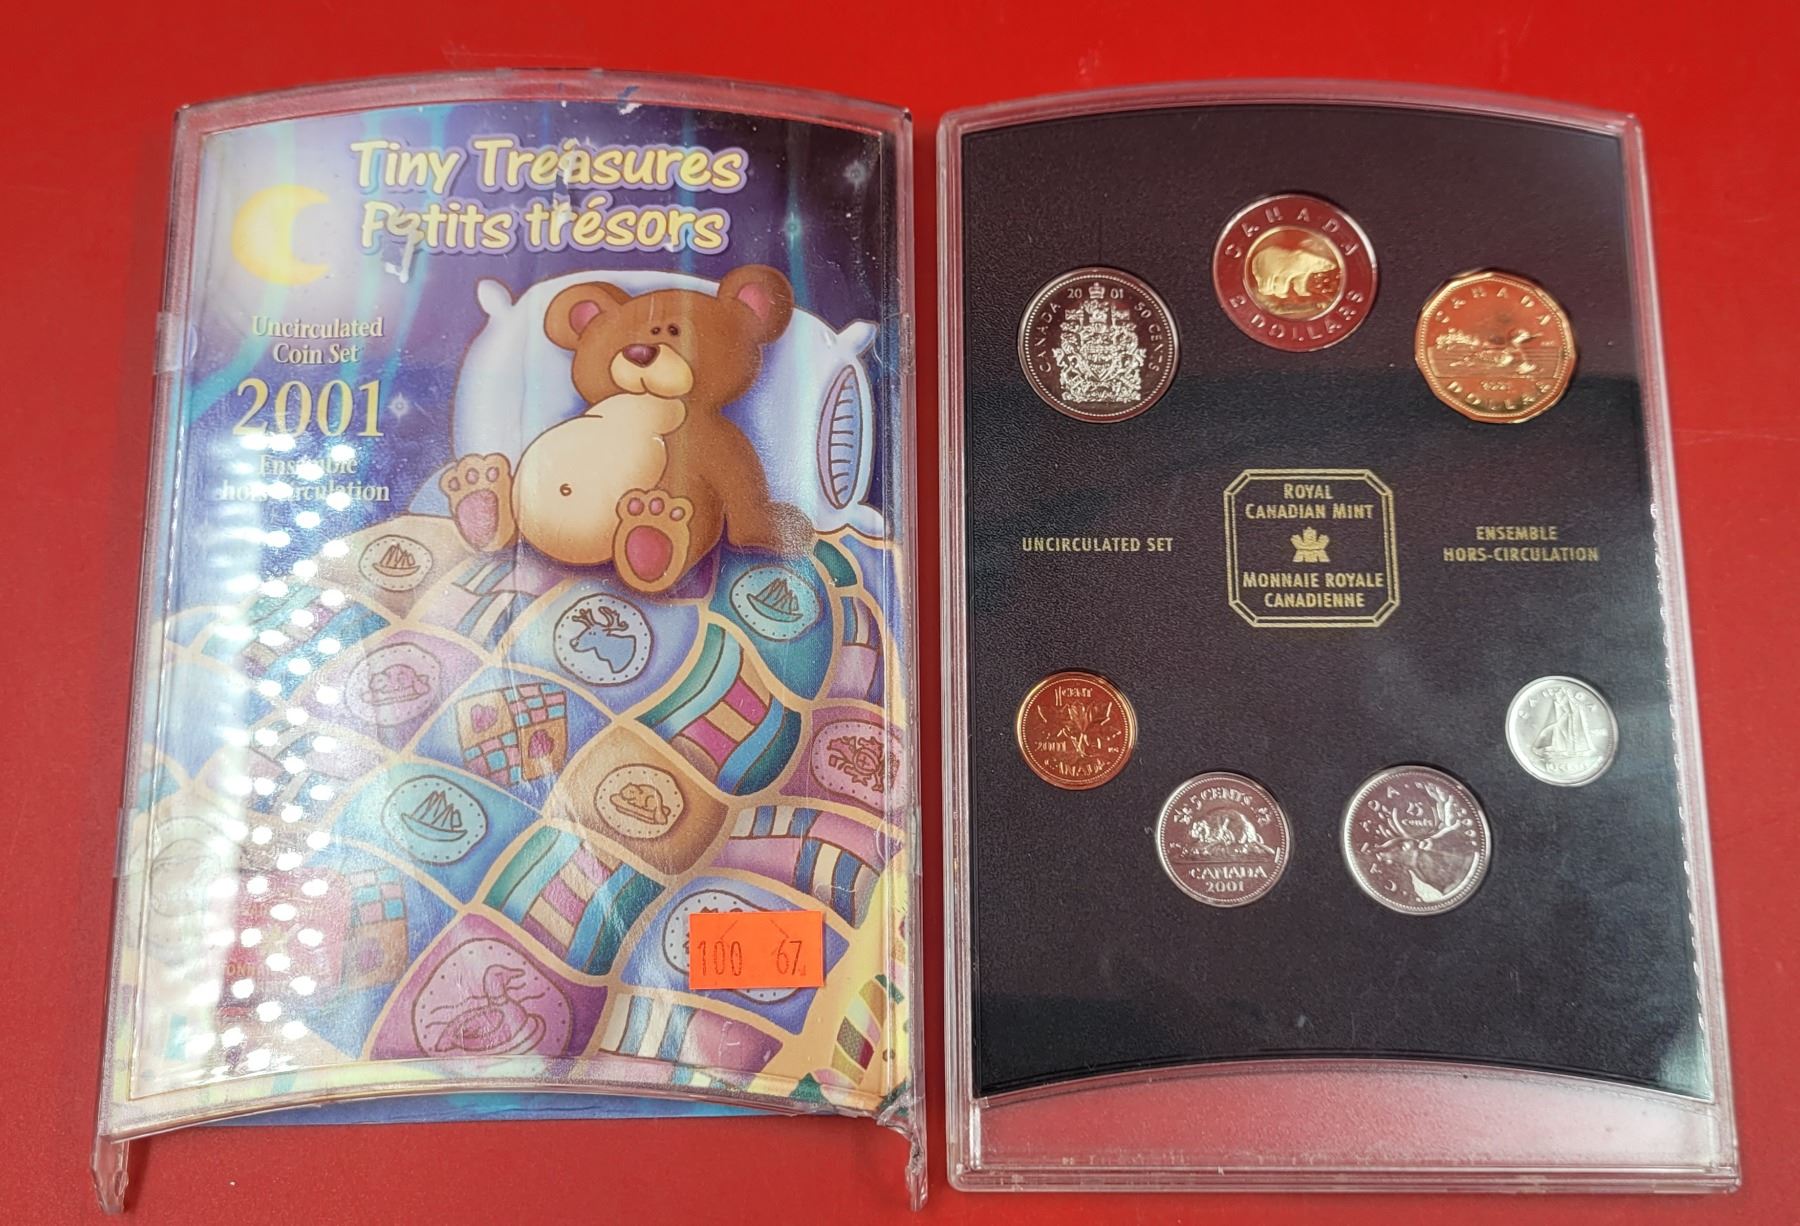 Tiny Treasures
Petits trésors
Uncirculated
Coin Set
2001
Ensemble
hors-circulation
100 67
CANADA
2 DOLLARS
20 01
CANADA 50 CENTS
CANADA
2001
DOLLAR
ROYAL
CANADIAN MINT
MONNAIE ROYALE
CANADIENNE
UNCIRCULATED SET
ENSEMBLE
HORS-CIRCULATION
1 CENT
2001
CANADA
5 CENTS
CANADA
2001
CANADA
25
cents
CANADA